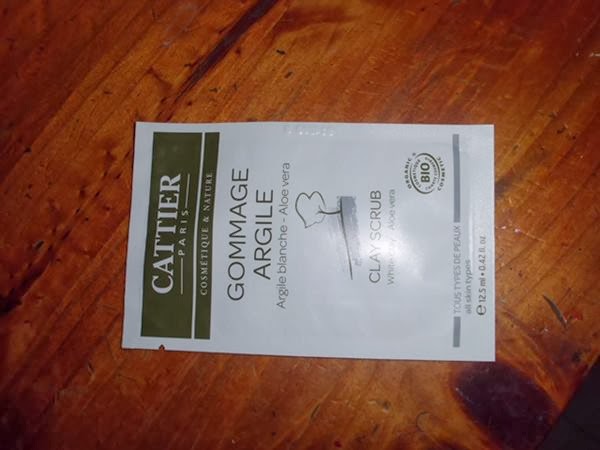 CATTIER
PARIS
COSMÉTIQUE & NATURE
GOMMAGE
ARGILE
Argile blanche - Aloe vera
CLAY SCRUB
White clay - Aloe vera
ORGANIC
COSMÉTIQUE
BIO
COSMETIC
TOUS TYPES DE PEAUX
all skin types
e 12.5 ml • 0.42 fl. oz